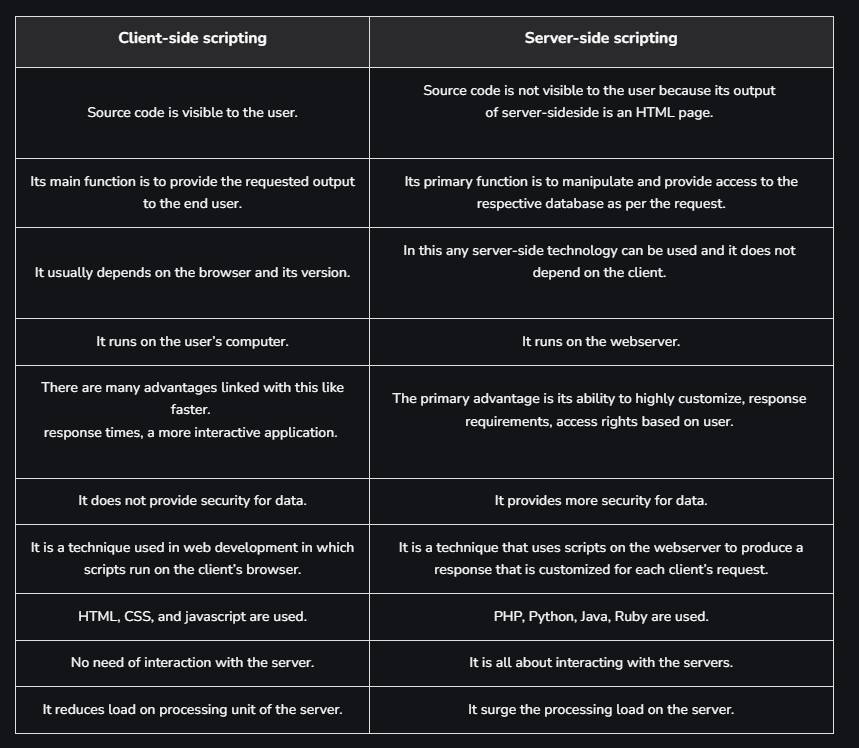 Client-side scripting
Server-side scripting
Source code is visible to the user.
Source code is not visible to the user because its output
of server-sideside is an HTML page.
Its main function is to provide the requested output
to the end user.
Its primary function is to manipulate and provide access to the
respective database as per the request.
It usually depends on the browser and its version.
In this any server-side technology can be used and it does not
depend on the client.
It runs on the user’s computer.
It runs on the webserver.
There are many advantages linked with this like
faster.
response times, a more interactive application.
The primary advantage is its ability to highly customize, response
requirements, access rights based on user.
It does not provide security for data.
It provides more security for data.
It is a technique used in web development in which
scripts run on the client’s browser.
It is a technique that uses scripts on the webserver to produce a
response that is customized for each client’s request.
HTML, CSS, and javascript are used.
PHP, Python, Java, Ruby are used.
No need of interaction with the server.
It is all about interacting with the servers.
It reduces load on processing unit of the server.
It surge the processing load on the server.